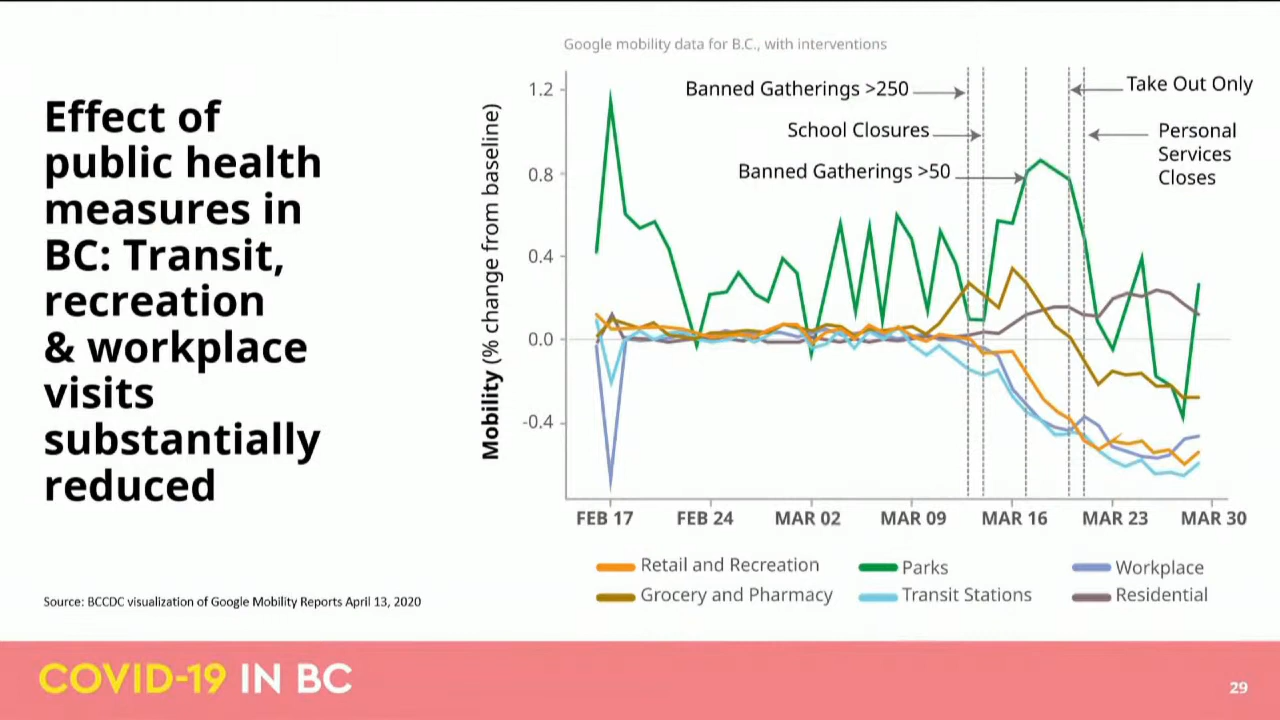 Effect of
public health
measures in
BC: Transit,
recreation
& workplace
visits
substantially
reduced
Source: BCCDC visualization of Google Mobility Reports April 13, 2020
Google mobility data for B.C., with interventions
Mobility (% change from baseline)
1.2
0.8
0.4
0.0
-0.4
Banned Gatherings >250
School Closures
Banned Gatherings >50
Take Out Only
Personal
Services
Closes
FEB 17
FEB 24
MAR 02
MAR 09
MAR 16
MAR 23
MAR 30
Retail and Recreation
Parks
Workplace
Grocery and Pharmacy
Transit Stations
Residential
COVID-19 IN BC
29